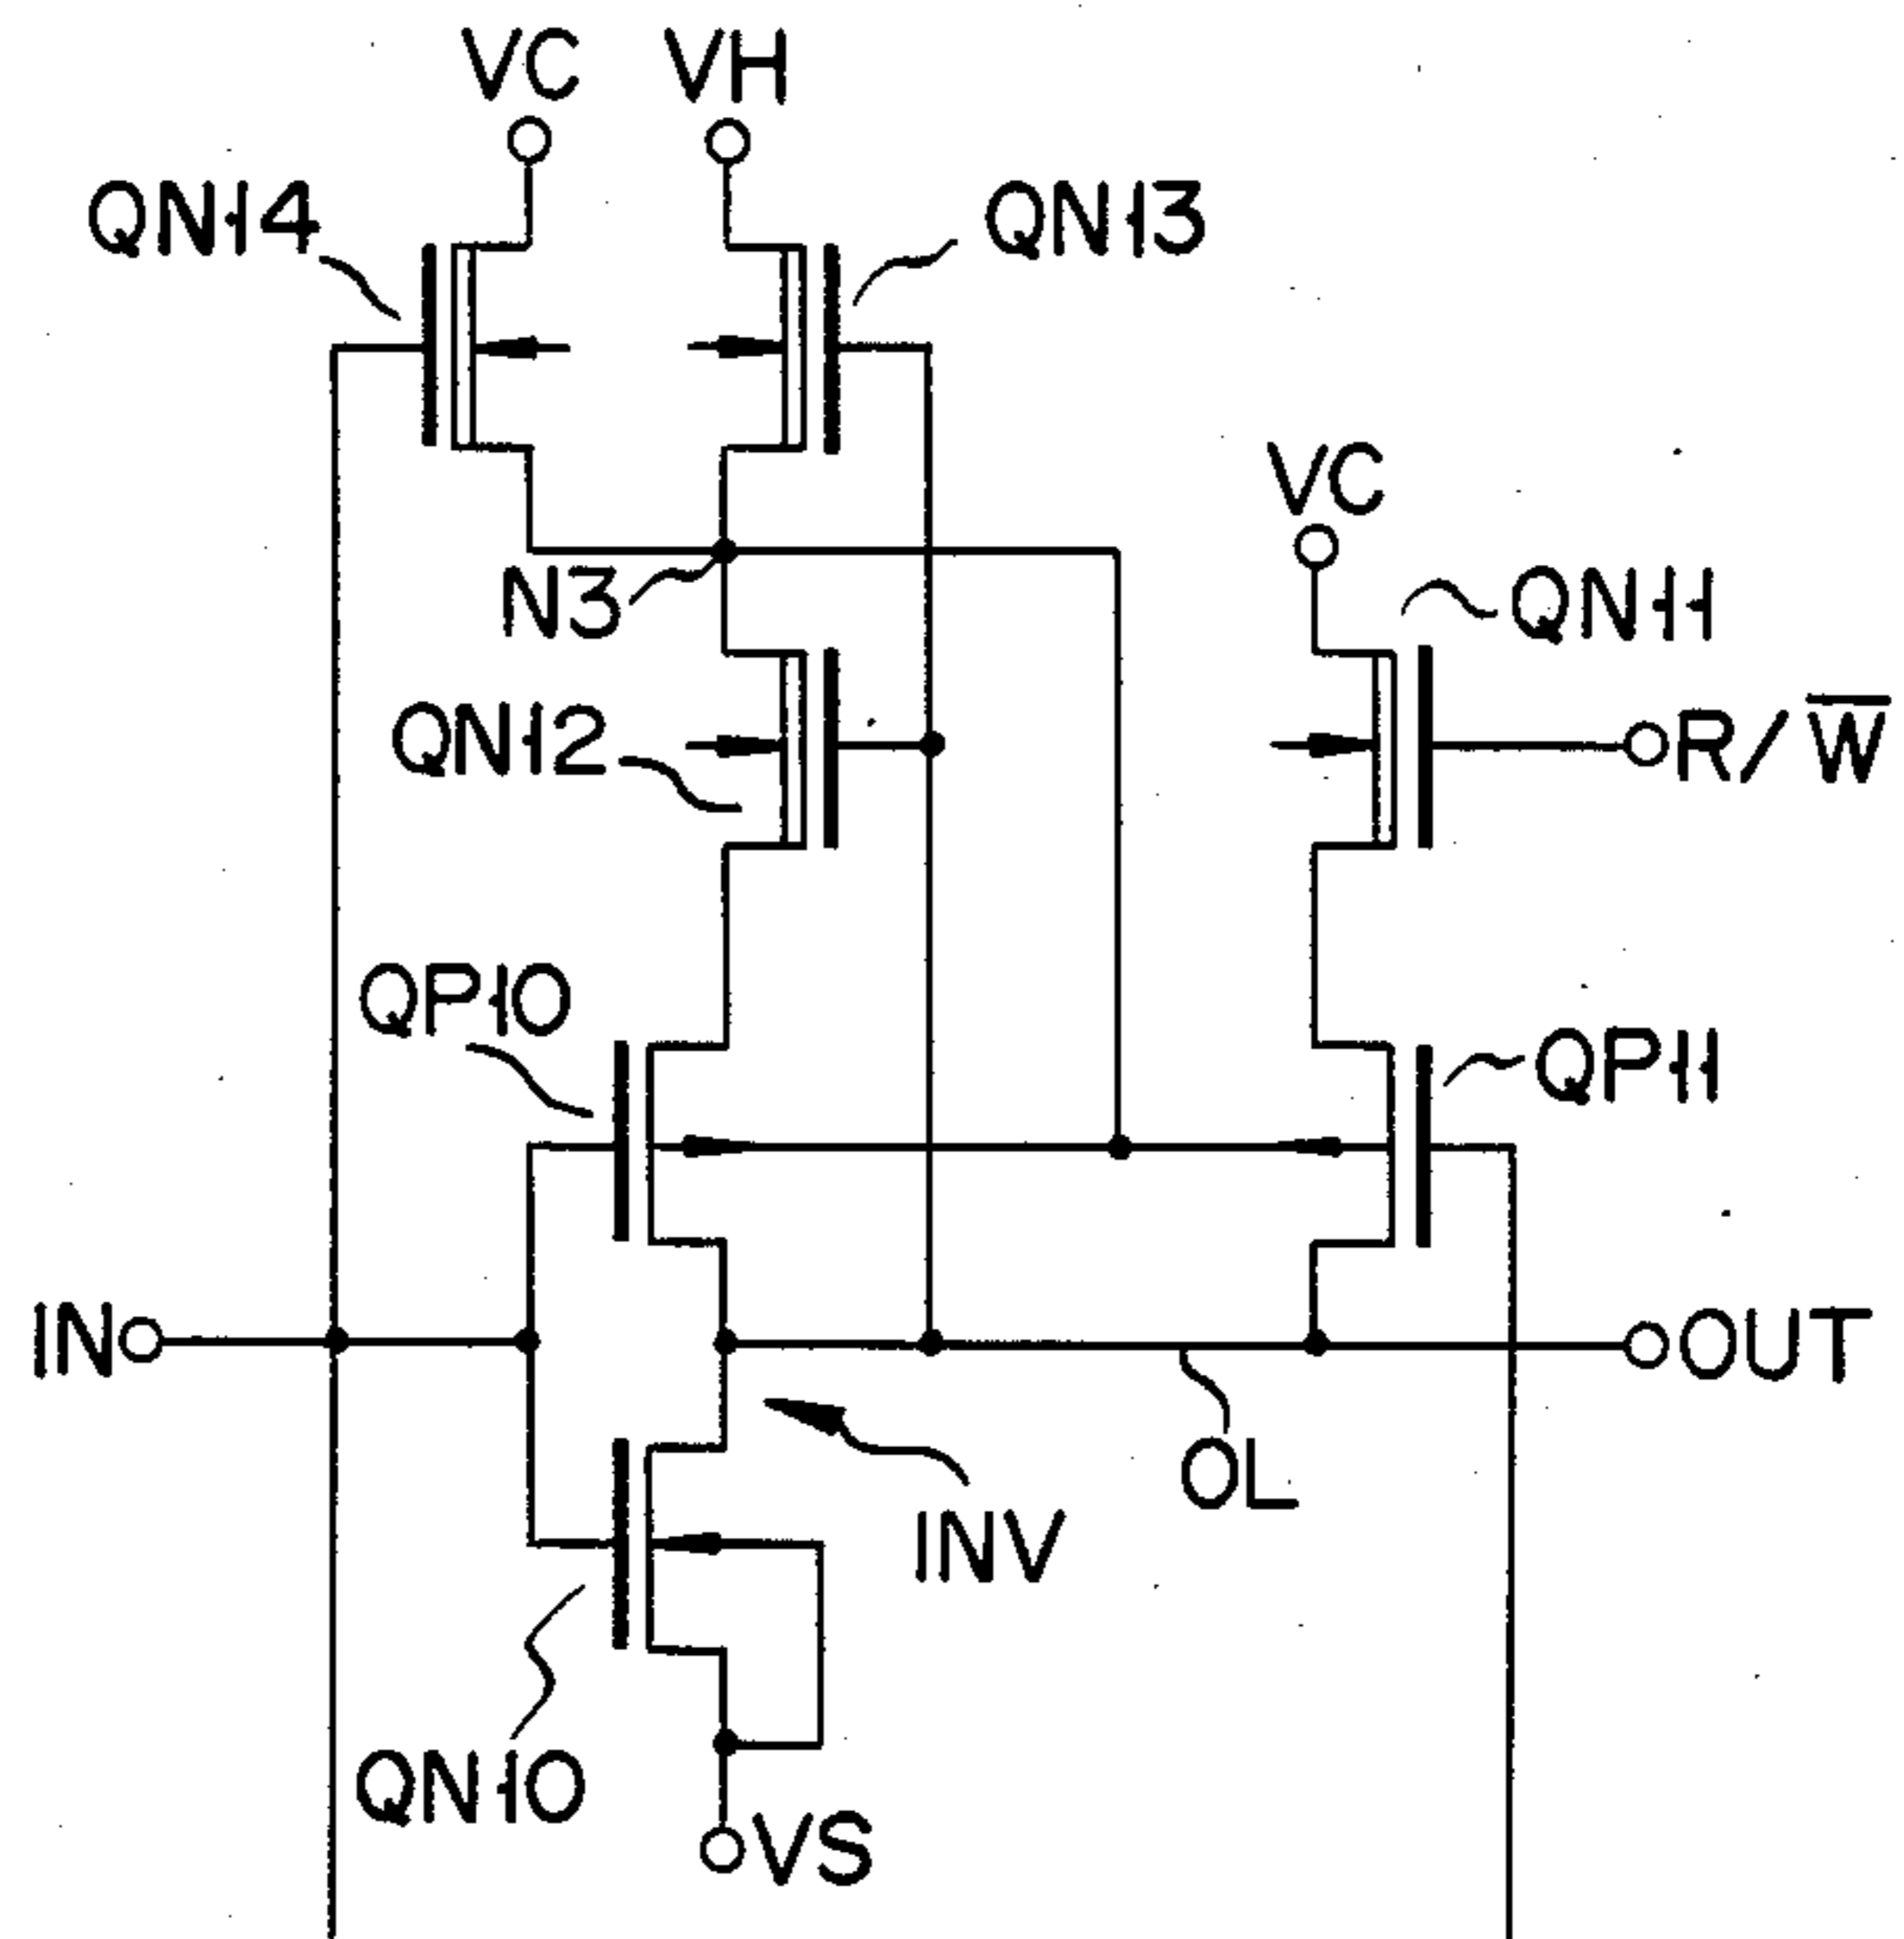 VC
VH
QN14
QN13
VC
N3
QN11
QN12
R/W̅
QP10
QP11
IN
OUT
OL
INV
QN10
VS